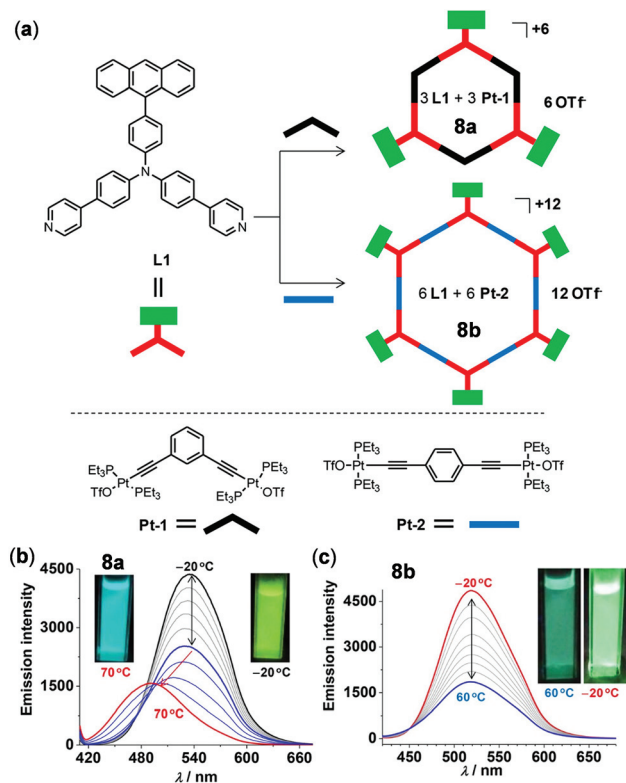 (a)
N
N
N
L1
=
3 L1 + 3 Pt-1
8a
+6
6 OTf-
6 L1 + 6 Pt-2
8b
+12
12 OTf-
PEt3
Pt
TfO
PEt3
PEt3
Pt
OTf
PEt3
Pt-1 =
PEt3
TfO-Pt
PEt3
PEt3
Pt-OTf
PEt3
Pt-2 =
(b)
8a
Emission intensity
4500
3000
1500
0
−20 °C
70 °C
−20 °C
70 °C
420 480 540 600 660
λ / nm
(c)
8b
Emission intensity
4500
3000
1500
0
−20 °C
60 °C
60 °C
−20 °C
450 500 550 600 650
λ / nm